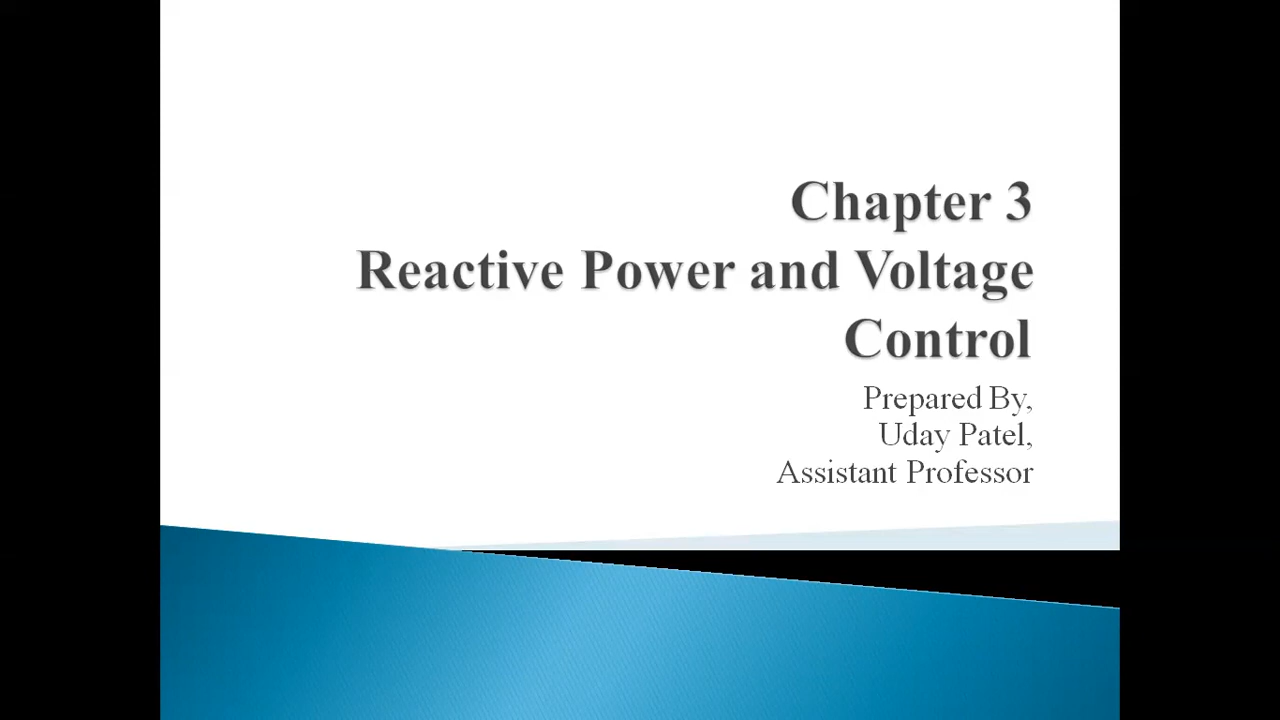 Chapter 3
Reactive Power and Voltage
Control
Prepared By,
Uday Patel,
Assistant Professor